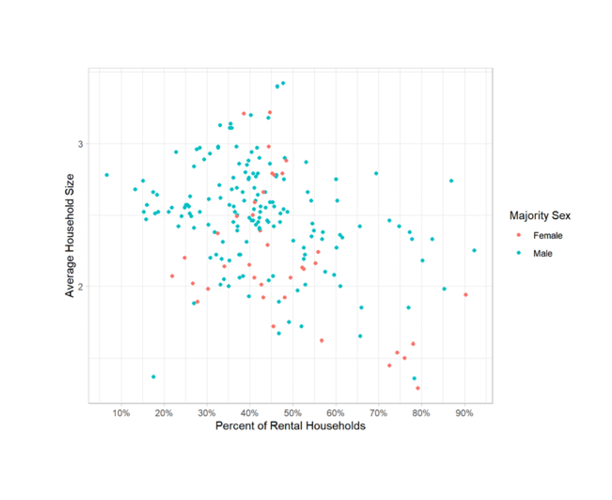 3
2
Average Household Size
10% 20% 30% 40% 50% 60% 70% 80% 90%
Percent of Rental Households
Majority Sex
Female
Male